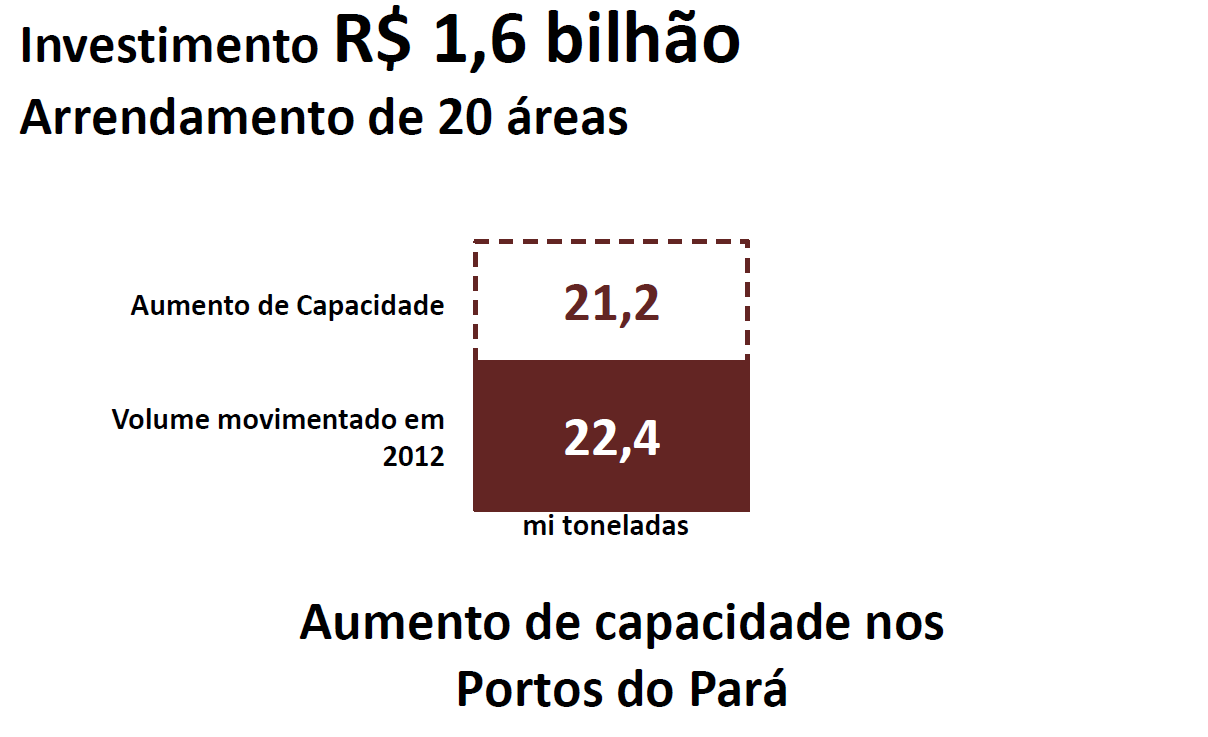 Investimento R$ 1,6 bilhão
Arrendamento de 20 áreas
Aumento de Capacidade
21,2
Volume movimentado em
2012
22,4
mi toneladas
Aumento de capacidade nos
Portos do Pará